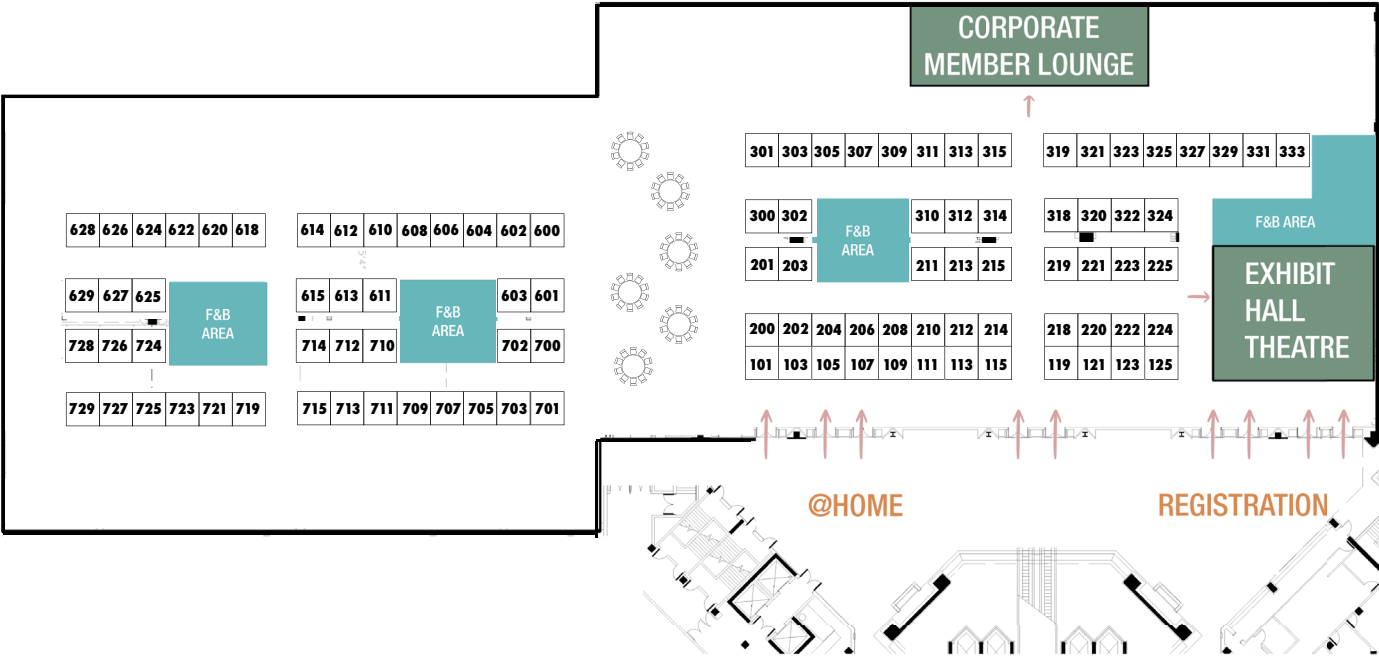 CORPORATE
MEMBER LOUNGE
301 303 305 307 309 311 313 315
319 321 323 325 327 329 331 333
628 626 624 622 620 618
614 612 610 608 606 604 602 600
300 302
F&B
AREA
310 312 314
318 320 322 324
F&B AREA
5'4"
201 203
211 213 215
219 221 223 225
EXHIBIT
HALL
THEATRE
629 627 625
F&B
AREA
615 613 611
F&B
AREA
603 601
728 726 724
714 712 710
702 700
200 202 204 206 208 210 212 214
218 220 222 224
101 103 105 107 109 111 113 115
119 121 123 125
729 727 725 723 721 719
715 713 711 709 707 705 703 701
@HOME
REGISTRATION